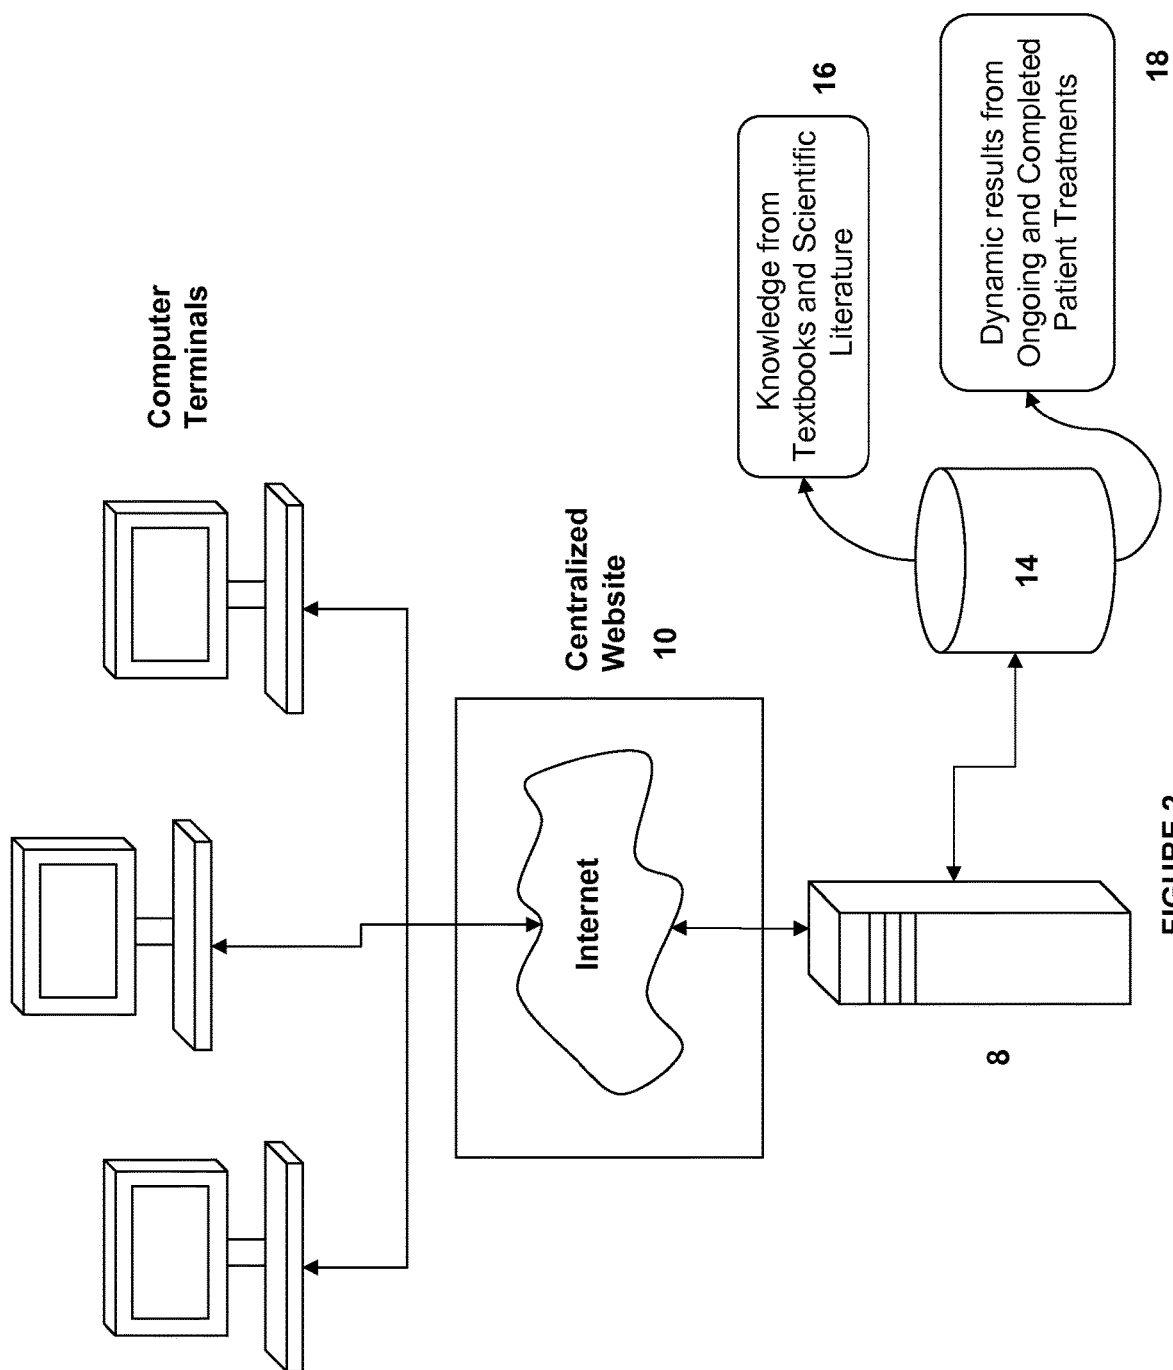 Computer
Terminals
Centralized
Website
10
Internet
8
14
Knowledge from
Textbooks and Scientific
Literature
16
Dynamic results from
Ongoing and Completed
Patient Treatments
18
FIGURE